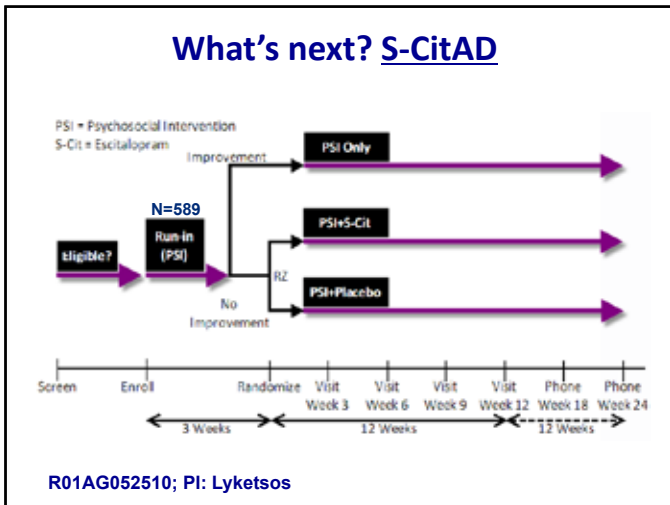 What's next? S-CitAD
PSI = Psychosocial Intervention
S-Cit = Escitalopram
Improvement
PSI Only
N=589
Run-in
(PSI)
Eligible?
PSI+S-Cit
RZ
No
Improvement
PSI+Placebo
Screen
Enroll
Randomize
Visit
Week 3
Visit
Week 6
Visit
Week 9
Visit
Week 12
Phone
Week 18
Phone
Week 24
3 Weeks
12 Weeks
12 Weeks
R01AG052510; PI: Lyketsos